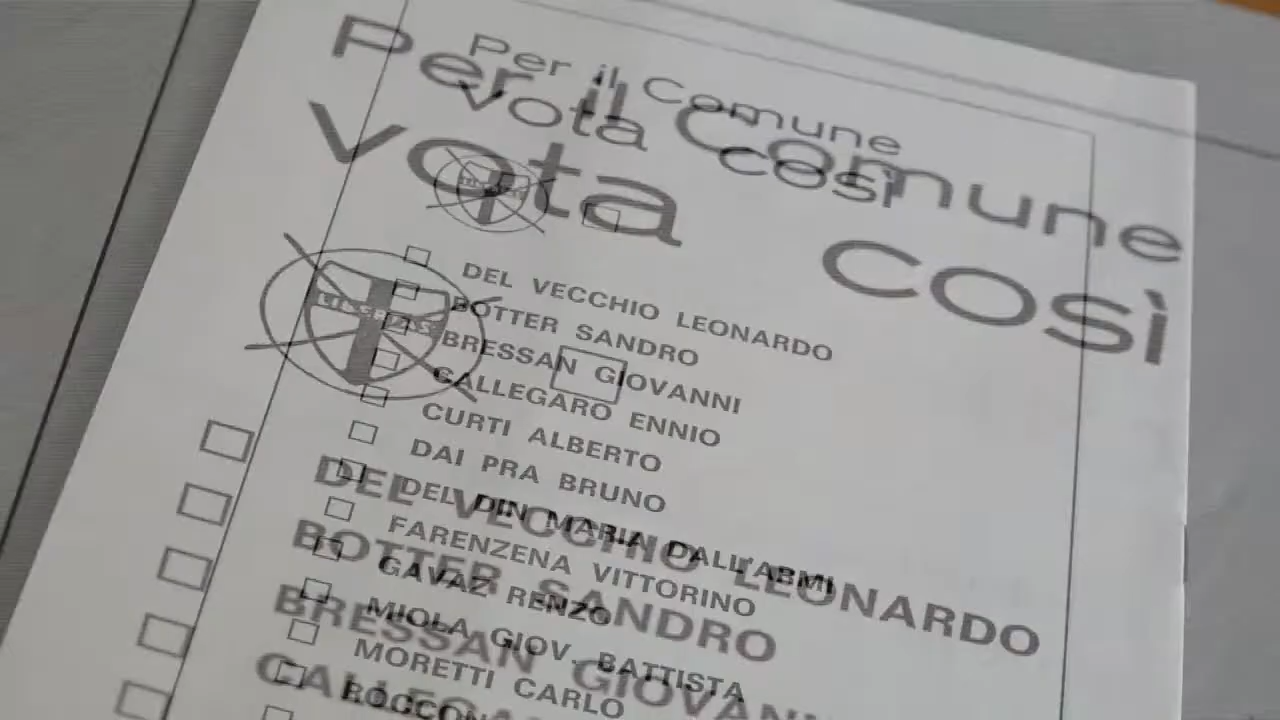 Per il Comune
vota così
DEL VECCHIO LEONARDO
BOTTER SANDRO
BRESSAN GIOVANNI
CALLEGARO ENNIO
CURTI ALBERTO
DAI PRA BRUNO
DEL DIN MARIA DALL'ARMI
FARENZENA VITTORINO
GAVAZ RENZO
MIOLA GIOV. BATTISTA
MORETTI CARLO
Per il Comune
vota così
LIBERTAS
DEL VECCHIO LEONARDO
BOTTER SANDRO
BRESSAN GIOVANNI